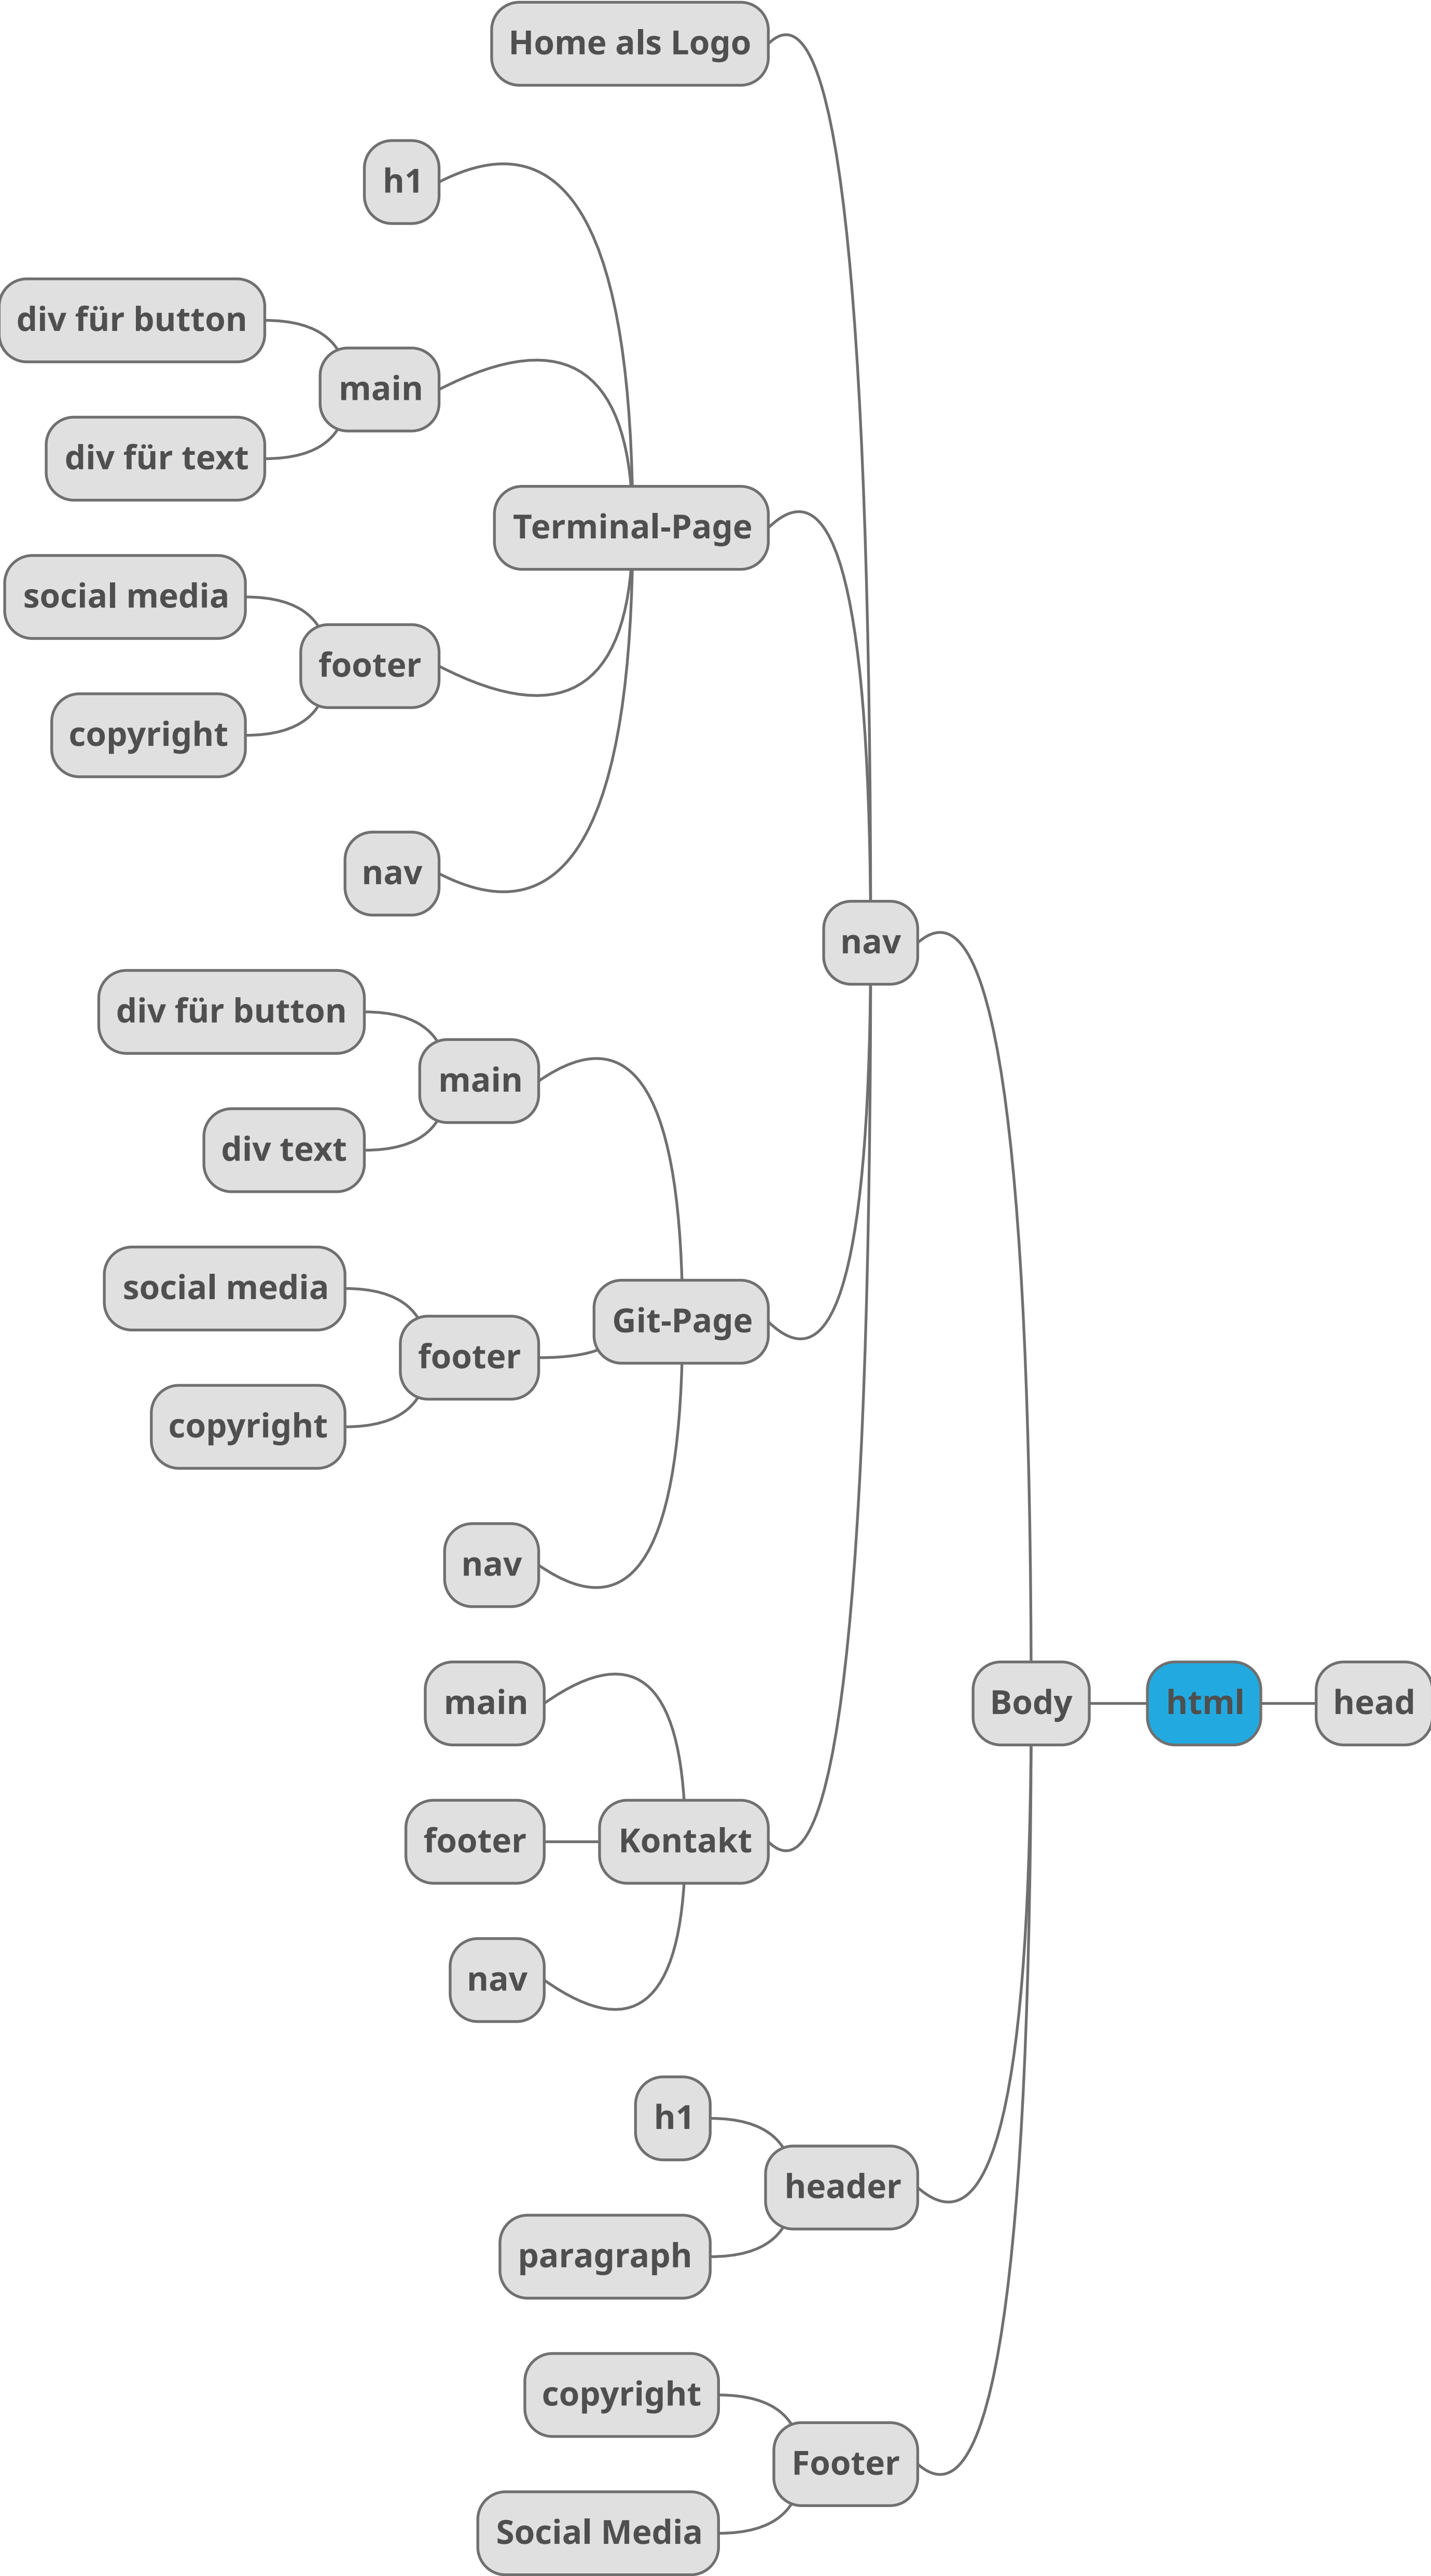 Home als Logo
h1
div für button
main
div für text
Terminal-Page
social media
footer
copyright
nav
nav
div für button
main
div text
social media
Git-Page
footer
copyright
nav
main
Body
html
head
footer
Kontakt
nav
h1
header
paragraph
copyright
Footer
Social Media